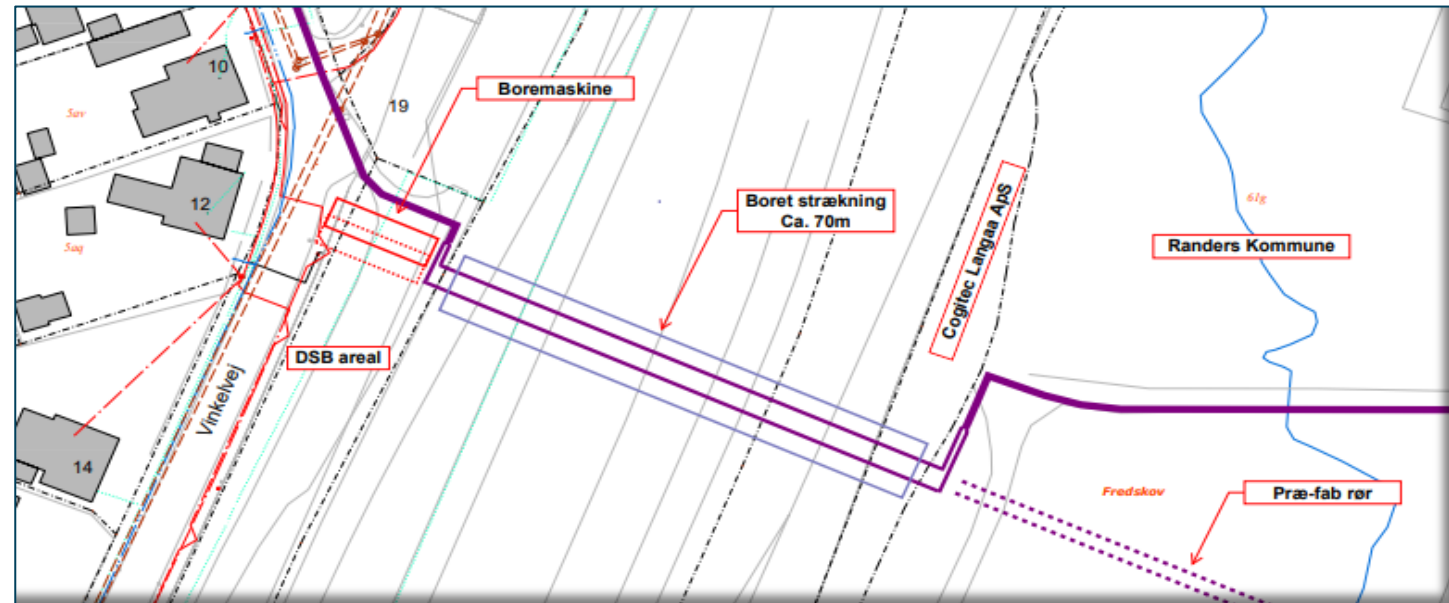 10
5av
Boremaskine
19
12
5aq
Boret strækning
Ca. 70m
Cogitec Langaa ApS
61g
Randers Kommune
DSB areal
Vinkelvej
14
Fredskov
Præ-fab rør